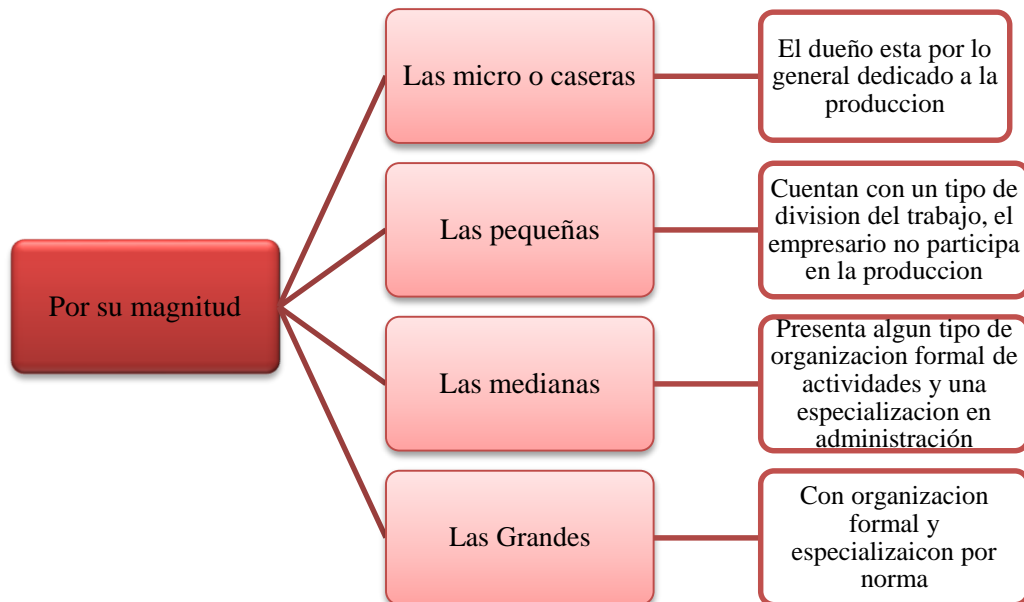 Por su magnitud
Las micro o caseras
El dueño esta por lo
general dedicado a la
produccion
Las pequeñas
Cuentan con un tipo de
division del trabajo, el
empresario no participa
en la produccion
Las medianas
Presenta algun tipo de
organizacion formal de
actividades y una
especializacion en
administración
Las Grandes
Con organizacion
formal y
especializaicon por
norma